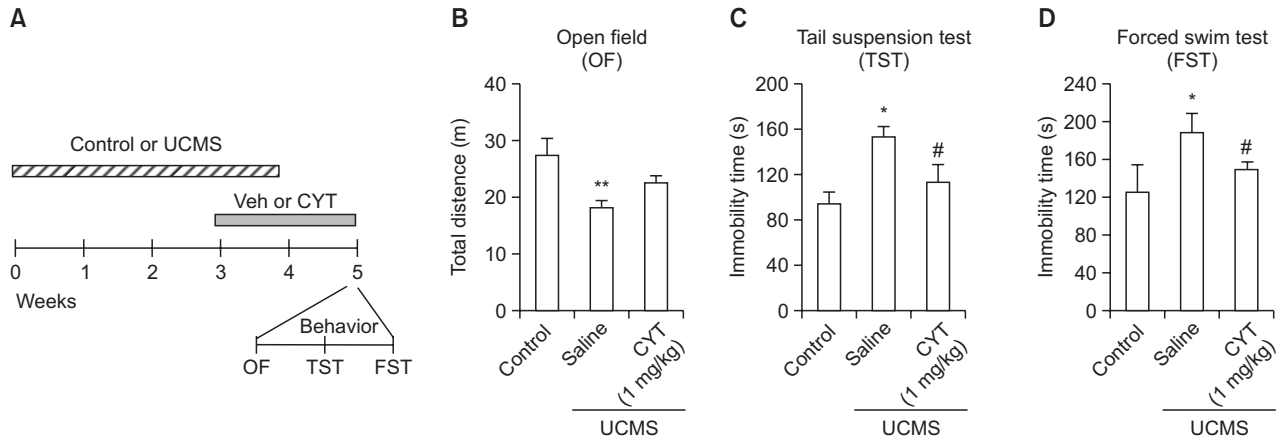 A
Control or UCMS
Veh or CYT
0 1 2 3 4 5
Weeks
Behavior
OF TST FST
B
Open field
(OF)
Total distence (m)
40
30
20
10
0
**
Control
Saline
CYT
(1 mg/kg)
UCMS
C
Tail suspension test
(TST)
Immobility time (s)
200
160
120
80
40
0
*
#
Control
Saline
CYT
(1 mg/kg)
UCMS
D
Forced swim test
(FST)
Immobility time (s)
240
200
160
120
80
40
0
*
#
Control
Saline
CYT
(1 mg/kg)
UCMS